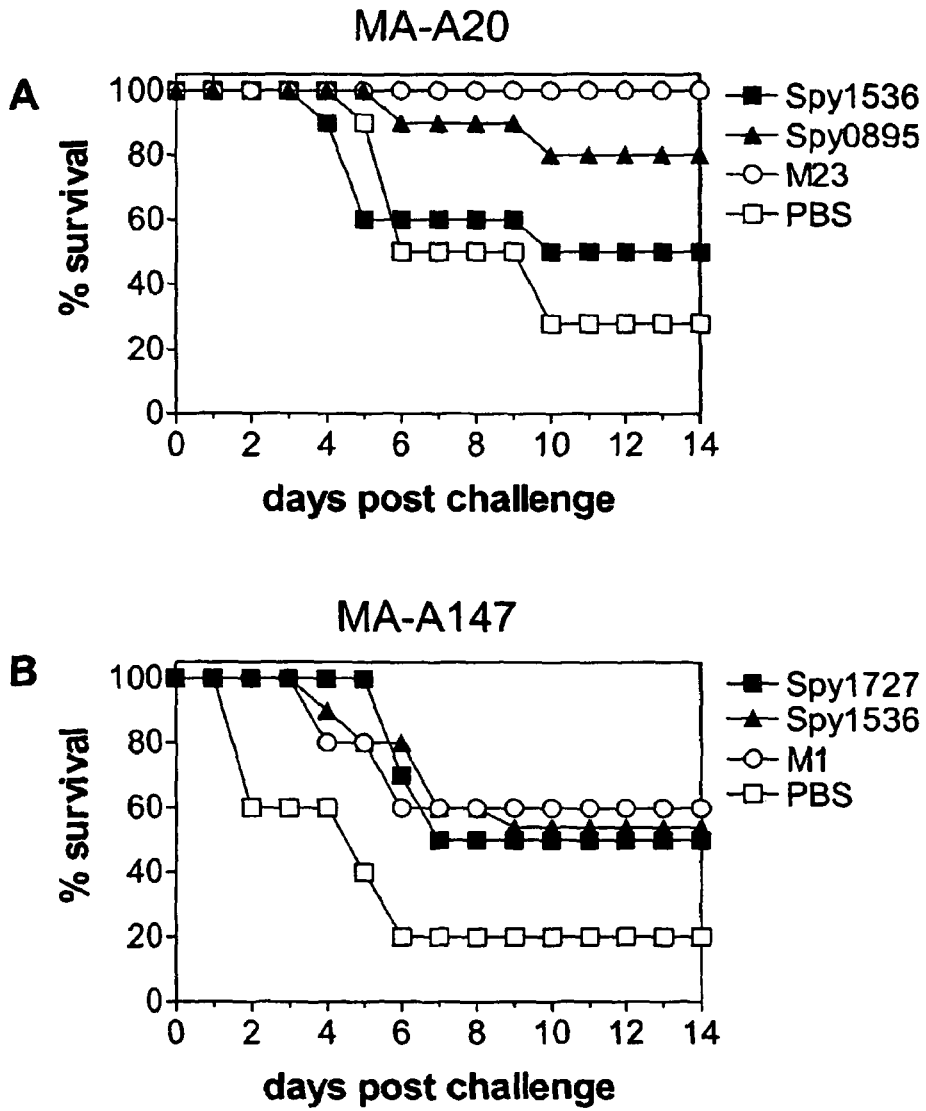 MA-A20
A
100
80
60
40
20
0
% survival
0 2 4 6 8 10 12 14
days post challenge
Spy1536
Spy0895
M23
PBS
MA-A147
B
100
80
60
40
20
0
% survival
0 2 4 6 8 10 12 14
days post challenge
Spy1727
Spy1536
M1
PBS